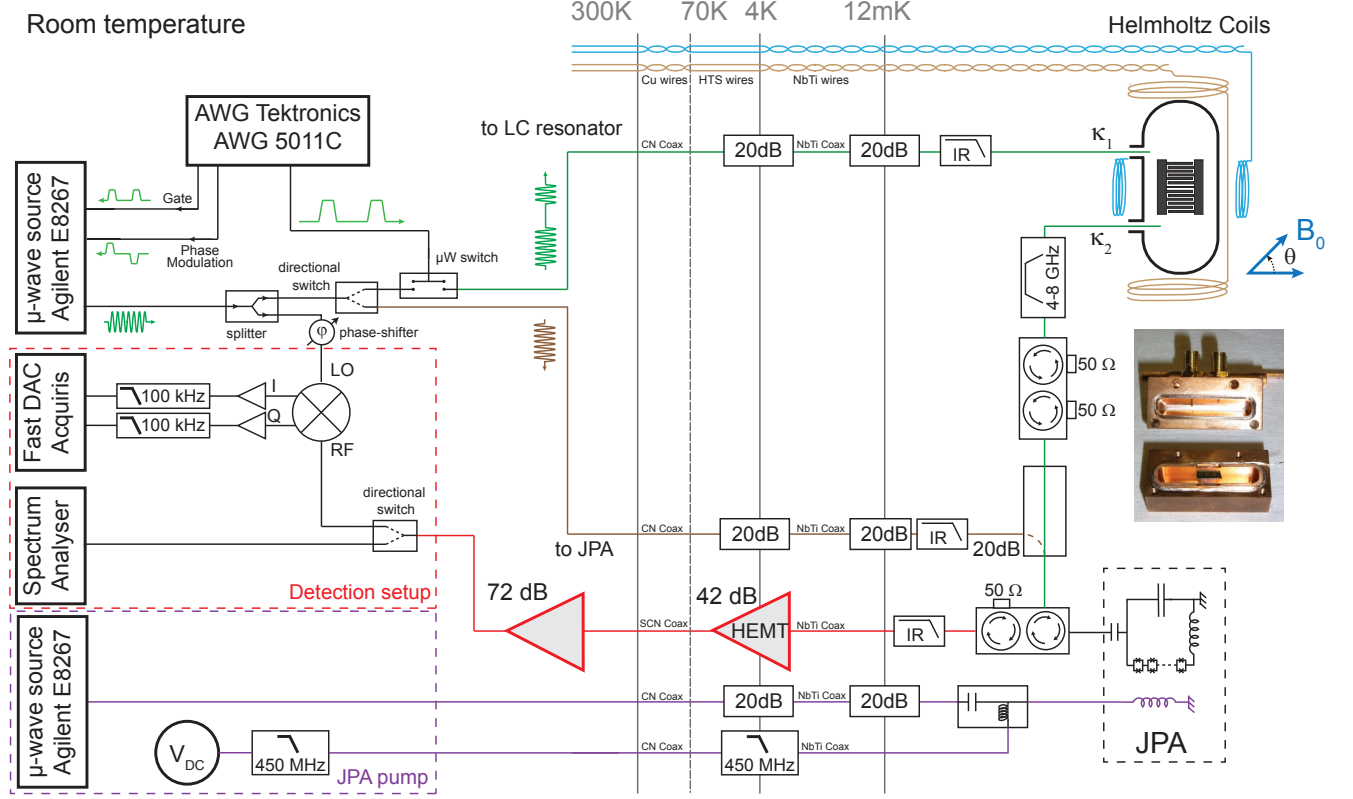 Room temperature
300K
70K
4K
12mK
Helmholtz Coils
Cu wires
HTS wires
NbTi wires
AWG Tektronics
AWG 5011C
to LC resonator
CN Coax
20dB
NbTi Coax
20dB
IR
κ1
μ-wave source
Agilent E8267
Gate
Phase
Modulation
μW switch
directional
switch
splitter
φ
phase-shifter
κ2
4-8 GHz
B0
θ
50 Ω
50 Ω
Fast DAC
Acquiris
100 kHz
100 kHz
I
Q
LO
RF
Spectrum
Analyser
directional
switch
Detection setup
to JPA
CN Coax
20dB
NbTi Coax
20dB
IR
20dB
72 dB
SCN Coax
42 dB
HEMT
NbTi Coax
IR
50 Ω
μ-wave source
Agilent E8267
CN Coax
20dB
NbTi Coax
20dB
VDC
450 MHz
JPA pump
CN Coax
450 MHz
NbTi Coax
JPA